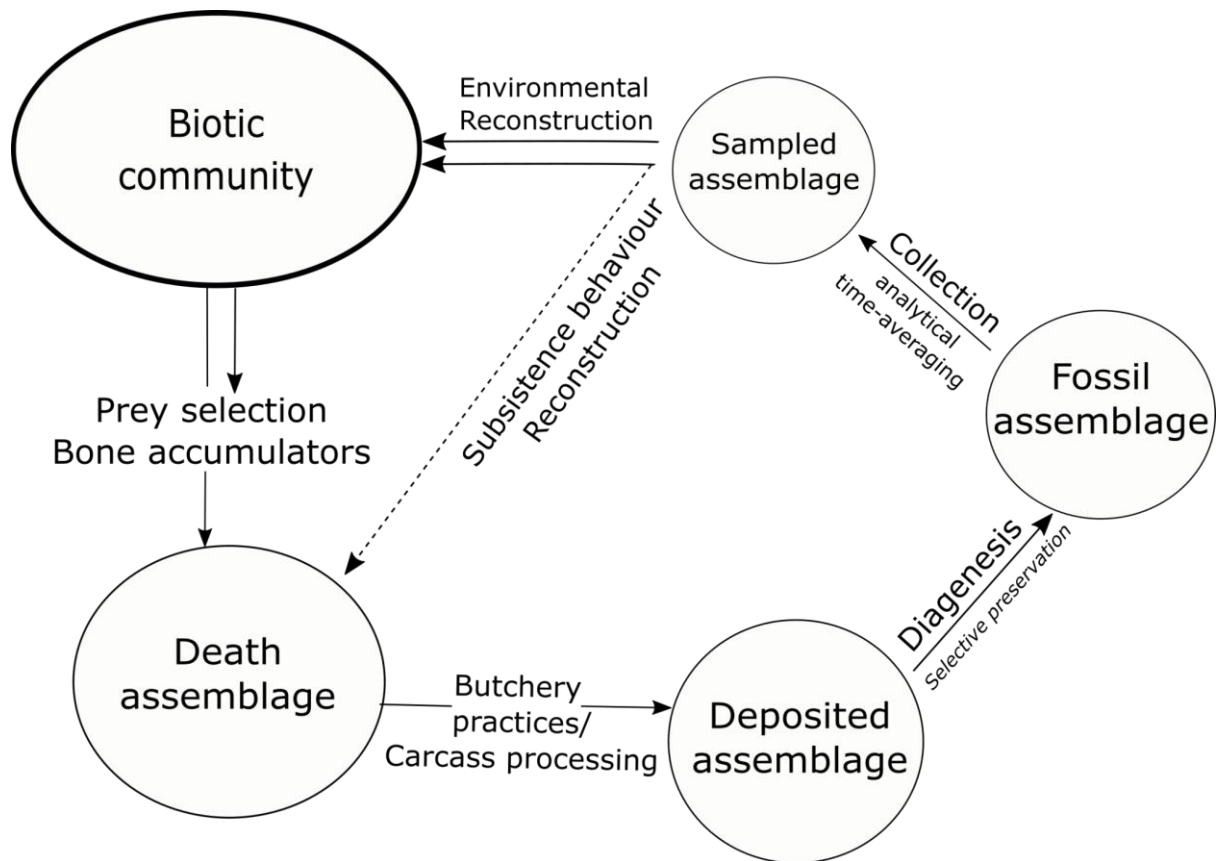 Biotic
community
Environmental
Reconstruction
Sampled
assemblage
Collection
analytical
time-averaging
Fossil
assemblage
Subsistence behaviour
Reconstruction
Prey selection
Bone accumulators
Diagenesis
Selective preservation
Death
assemblage
Butchery
practices/
Carcass processing
Deposited
assemblage